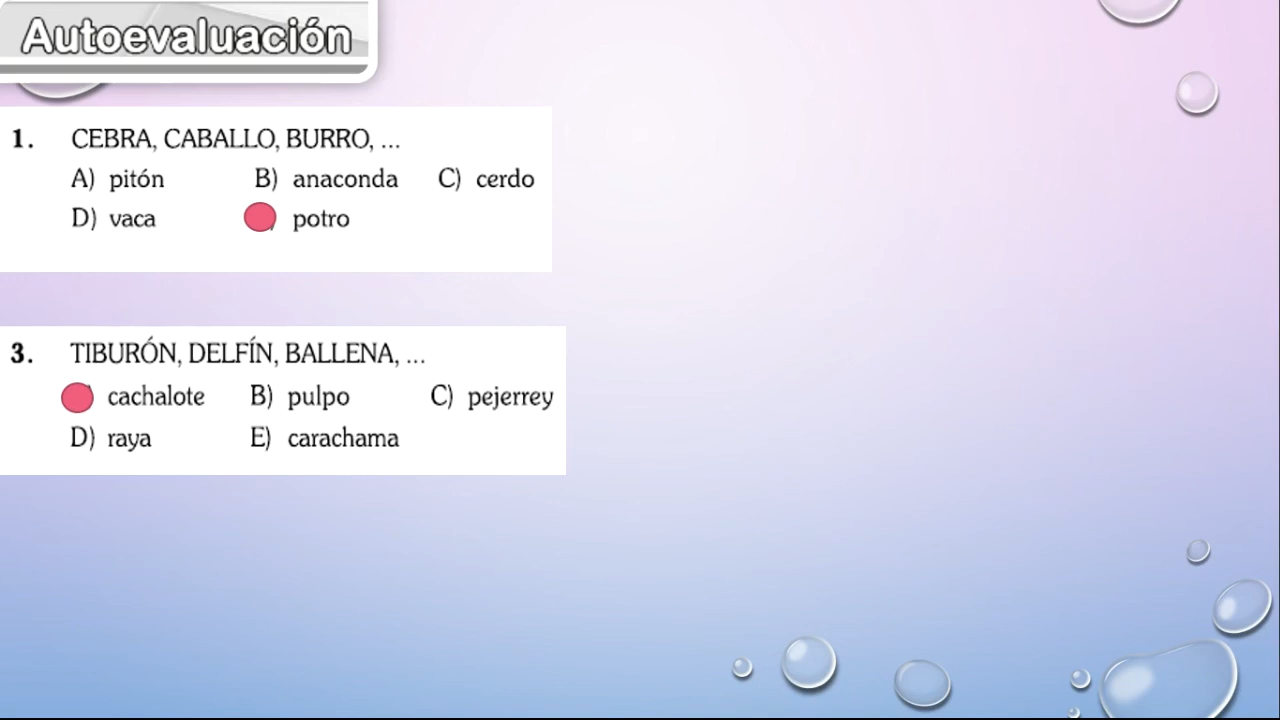 Autoevaluación
1. CEBRA, CABALLO, BURRO, ...
A) pitón B) anaconda C) cerdo
D) vaca potro
3. TIBURÓN, DELFÍN, BALLENA, ...
cachalote B) pulpo C) pejerrey
D) raya E) carachama